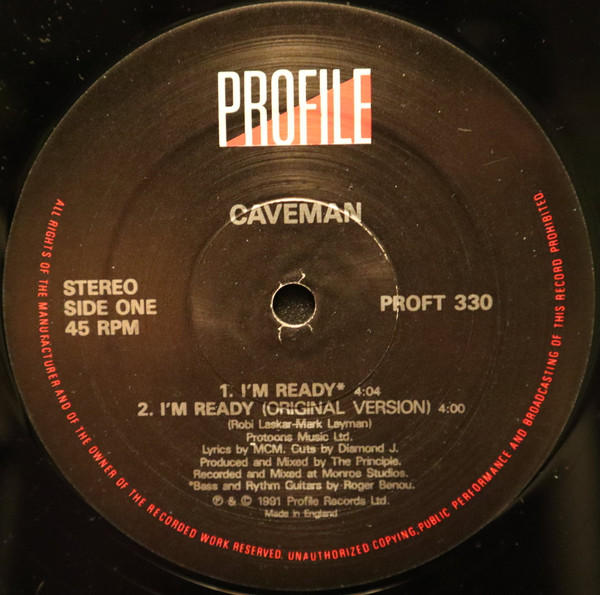 PROFILE
CAVEMAN
STEREO
SIDE ONE
45 RPM
PROFT 330
1. I'M READY* 4:04
2. I'M READY (ORIGINAL VERSION) 4:00
(Robi Laskar-Mark Layman)
Protoons Music Ltd.
Lyrics by MCM. Cuts by Diamond J.
Produced and Mixed by The Principle.
Recorded and Mixed at Monroe Studios.
*Bass and Rythm Guitars by Roger Benou.
℗ & © 1991 Profile Records Ltd.
Made in England
ALL RIGHTS OF THE MANUFACTURER AND OF THE OWNER OF THE RECORDED WORK RESERVED. UNAUTHORIZED COPYING, PUBLIC PERFORMANCE AND BROADCASTING OF THIS RECORD PROHIBITED.